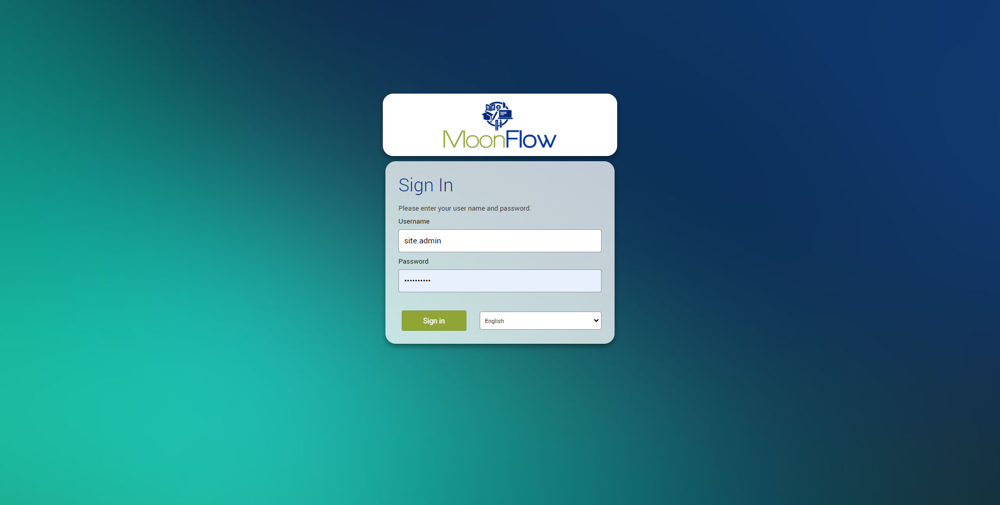 MoonFlow
Sign In
Please enter your user name and password.
Username
site.admin
Password
••••••••••
Sign in
English